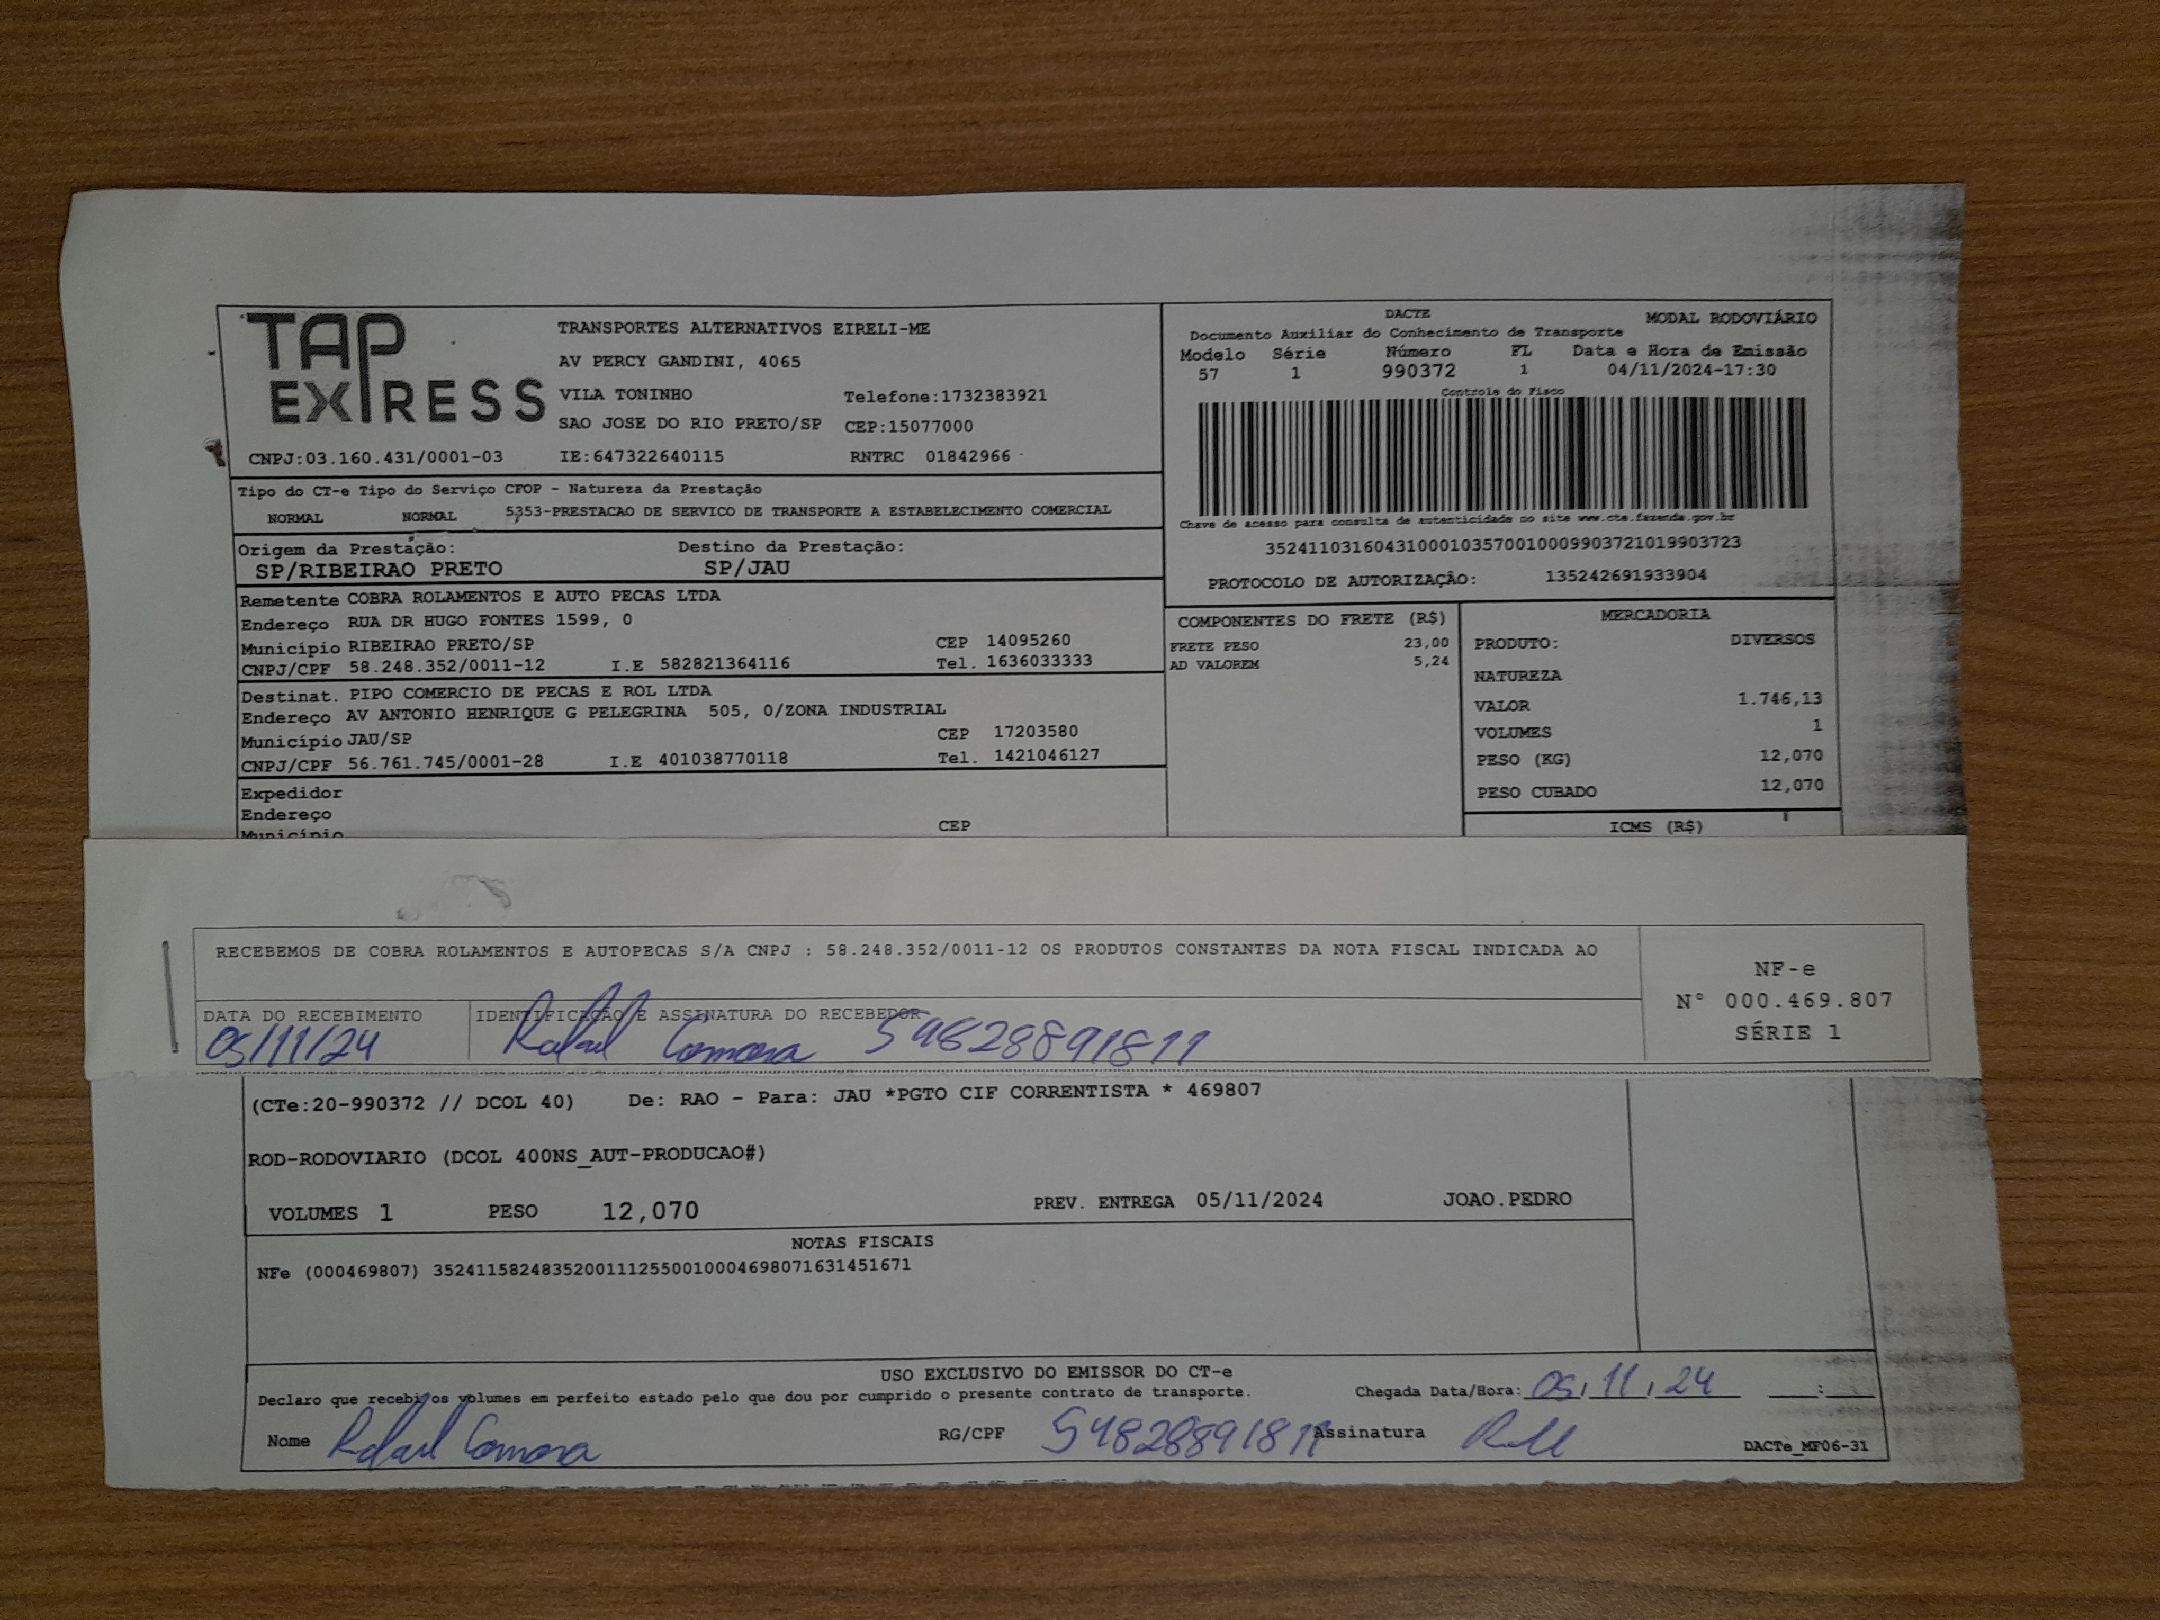 TAP EXPRESS
TRANSPORTES ALTERNATIVOS EIRELI-ME
AV PERCY GANDINI, 4065
VILA TONINHO Telefone:1732383921
SAO JOSE DO RIO PRETO/SP CEP:15077000
CNPJ:03.160.431/0001-03 IE:647322640115 RNTRC 01842966
DACTE MODAL RODOVIÁRIO
Documento Auxiliar do Conhecimento de Transporte
Modelo Série Número FL Data e Hora de Emissão
57 1 990372 1 04/11/2024-17:30
Controle do Fisco
Chave de acesso para consulta de autenticidade no site www.cte.fazenda.gov.br
35241103160431000103570010009903721019903723
PROTOCOLO DE AUTORIZAÇÃO: 135242691933904
Tipo do CT-e Tipo do Serviço CFOP - Natureza da Prestação
NORMAL NORMAL 5353-PRESTACAO DE SERVICO DE TRANSPORTE A ESTABELECIMENTO COMERCIAL
Origem da Prestação: Destino da Prestação:
SP/RIBEIRAO PRETO SP/JAU
Remetente COBRA ROLAMENTOS E AUTO PECAS LTDA
Endereço RUA DR HUGO FONTES 1599, 0
Município RIBEIRAO PRETO/SP CEP 14095260
CNPJ/CPF 58.248.352/0011-12 I.E 582821364116 Tel. 1636033333
Destinat. PIPO COMERCIO DE PECAS E ROL LTDA
Endereço AV ANTONIO HENRIQUE G PELEGRINA 505, 0/ZONA INDUSTRIAL
Município JAU/SP CEP 17203580
CNPJ/CPF 56.761.745/0001-28 I.E 401038770118 Tel. 1421046127
Expedidor
Endereço
Município CEP
COMPONENTES DO FRETE (R$)
FRETE PESO 23,00
AD VALOREM 5,24
MERCADORIA
PRODUTO: DIVERSOS
NATUREZA
VALOR 1.746,13
VOLUMES 1
PESO (KG) 12,070
PESO CUBADO 12,070
ICMS (R$)
RECEBEMOS DE COBRA ROLAMENTOS E AUTOPECAS S/A CNPJ : 58.248.352/0011-12 OS PRODUTOS CONSTANTES DA NOTA FISCAL INDICADA AO
NF-e
Nº 000.469.807
SÉRIE 1
DATA DO RECEBIMENTO IDENTIFICAÇÃO E ASSINATURA DO RECEBEDOR
05/11/24 Rafael Camara 54828891811
(CTe:20-990372 // DCOL 40) De: RAO - Para: JAU *PGTO CIF CORRENTISTA * 469807
ROD-RODOVIARIO (DCOL 400NS_AUT-PRODUCAO#)
VOLUMES 1 PESO 12,070 PREV. ENTREGA 05/11/2024 JOAO.PEDRO
NOTAS FISCAIS
NFe (000469807) 35241158248352001112550010004698071631451671
USO EXCLUSIVO DO EMISSOR DO CT-e
Declaro que recebi os volumes em perfeito estado pelo que dou por cumprido o presente contrato de transporte. Chegada Data/Hora: 05/11/24 :
Nome Rafael Camara RG/CPF 54828891811 Assinatura
DACTe_MF06-31